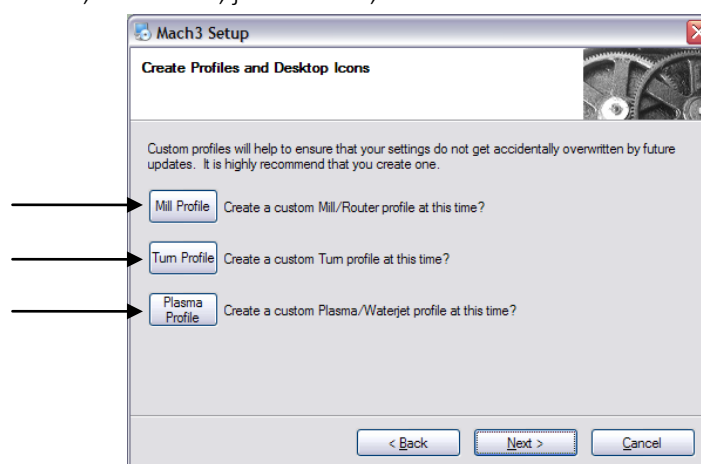 Mach3 Setup
Create Profiles and Desktop Icons
Custom profiles will help to ensure that your settings do not get accidentally overwritten by future
updates. It is highly recommend that you create one.
Mill Profile Create a custom Mill/Router profile at this time?
Turn Profile Create a custom Turn profile at this time?
Plasma
Profile Create a custom Plasma/Waterjet profile at this time?
< Back Next > Cancel